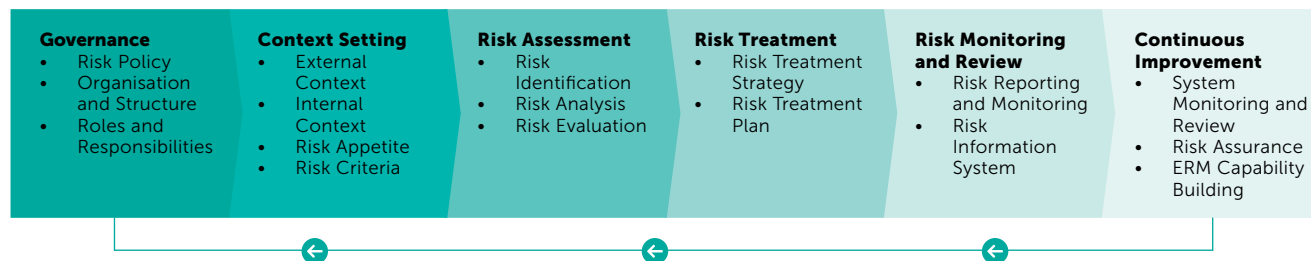 Governance
• Risk Policy
• Organisation
and Structure
• Roles and
Responsibilities
Context Setting
• External
Context
• Internal
Context
• Risk Appetite
• Risk Criteria
Risk Assessment
• Risk
Identification
• Risk Analysis
• Risk Evaluation
Risk Treatment
• Risk Treatment
Strategy
• Risk Treatment
Plan
Risk Monitoring
and Review
• Risk Reporting
and Monitoring
• Risk
Information
System
Continuous
Improvement
• System
Monitoring and
Review
• Risk Assurance
• ERM Capability
Building